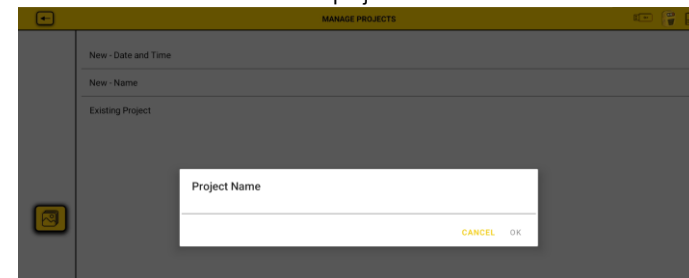 MANAGE PROJECTS
New - Date and Time
New - Name
Existing Project
Project Name
CANCEL OK